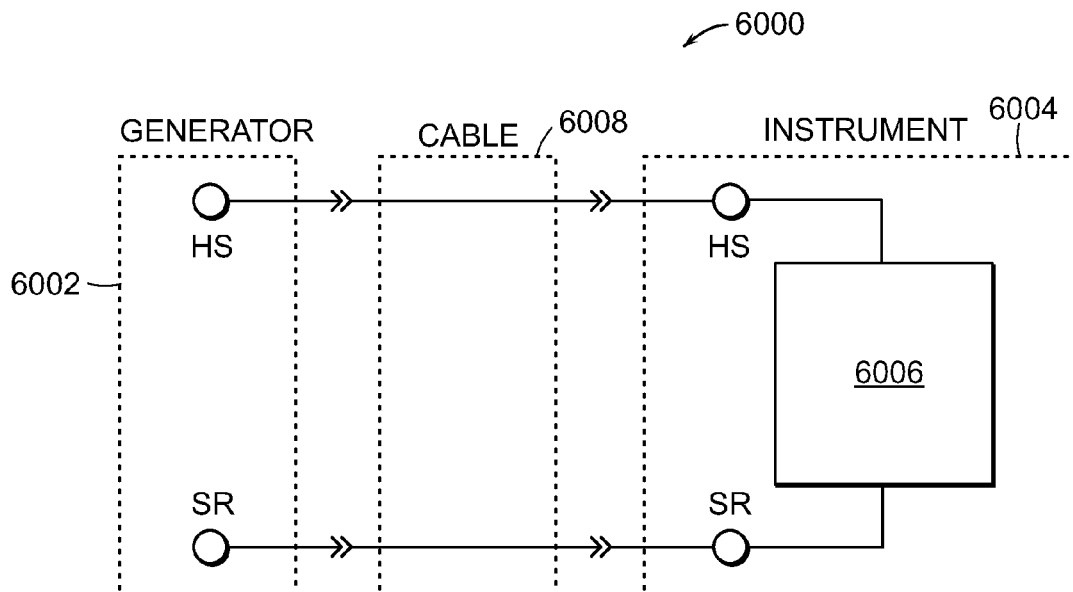 6000
GENERATOR
CABLE
6008
INSTRUMENT
6004
HS
HS
6002
6006
SR
SR